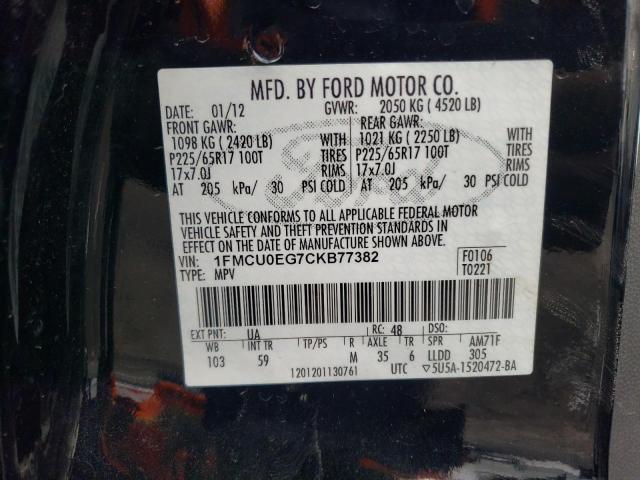 MFD. BY FORD MOTOR CO.
DATE: 01/12 GVWR: 2050 KG ( 4520 LB)
FRONT GAWR: REAR GAWR:
1098 KG ( 2420 LB) WITH 1021 KG ( 2250 LB) WITH
P225/65R17 100T TIRES P225/65R17 100T TIRES
17x7.0J RIMS 17x7.0J RIMS
AT 205 kPa/ 30 PSI COLD AT 205 kPa/ 30 PSI COLD
THIS VEHICLE CONFORMS TO ALL APPLICABLE FEDERAL MOTOR
VEHICLE SAFETY AND THEFT PREVENTION STANDARDS IN
EFFECT ON THE DATE OF MANUFACTURE SHOWN ABOVE.
VIN: 1FMCU0EG7CKB77382 F0106
TYPE: MPV T0221
EXT PNT: UA RC: 48 DSO:
WB INT TR TP/PS R AXLE TR SPR AM71F
103 59 M 35 6 LLDD 305
1201201130761 UTC ▽5U5A-1520472-BA
Ford